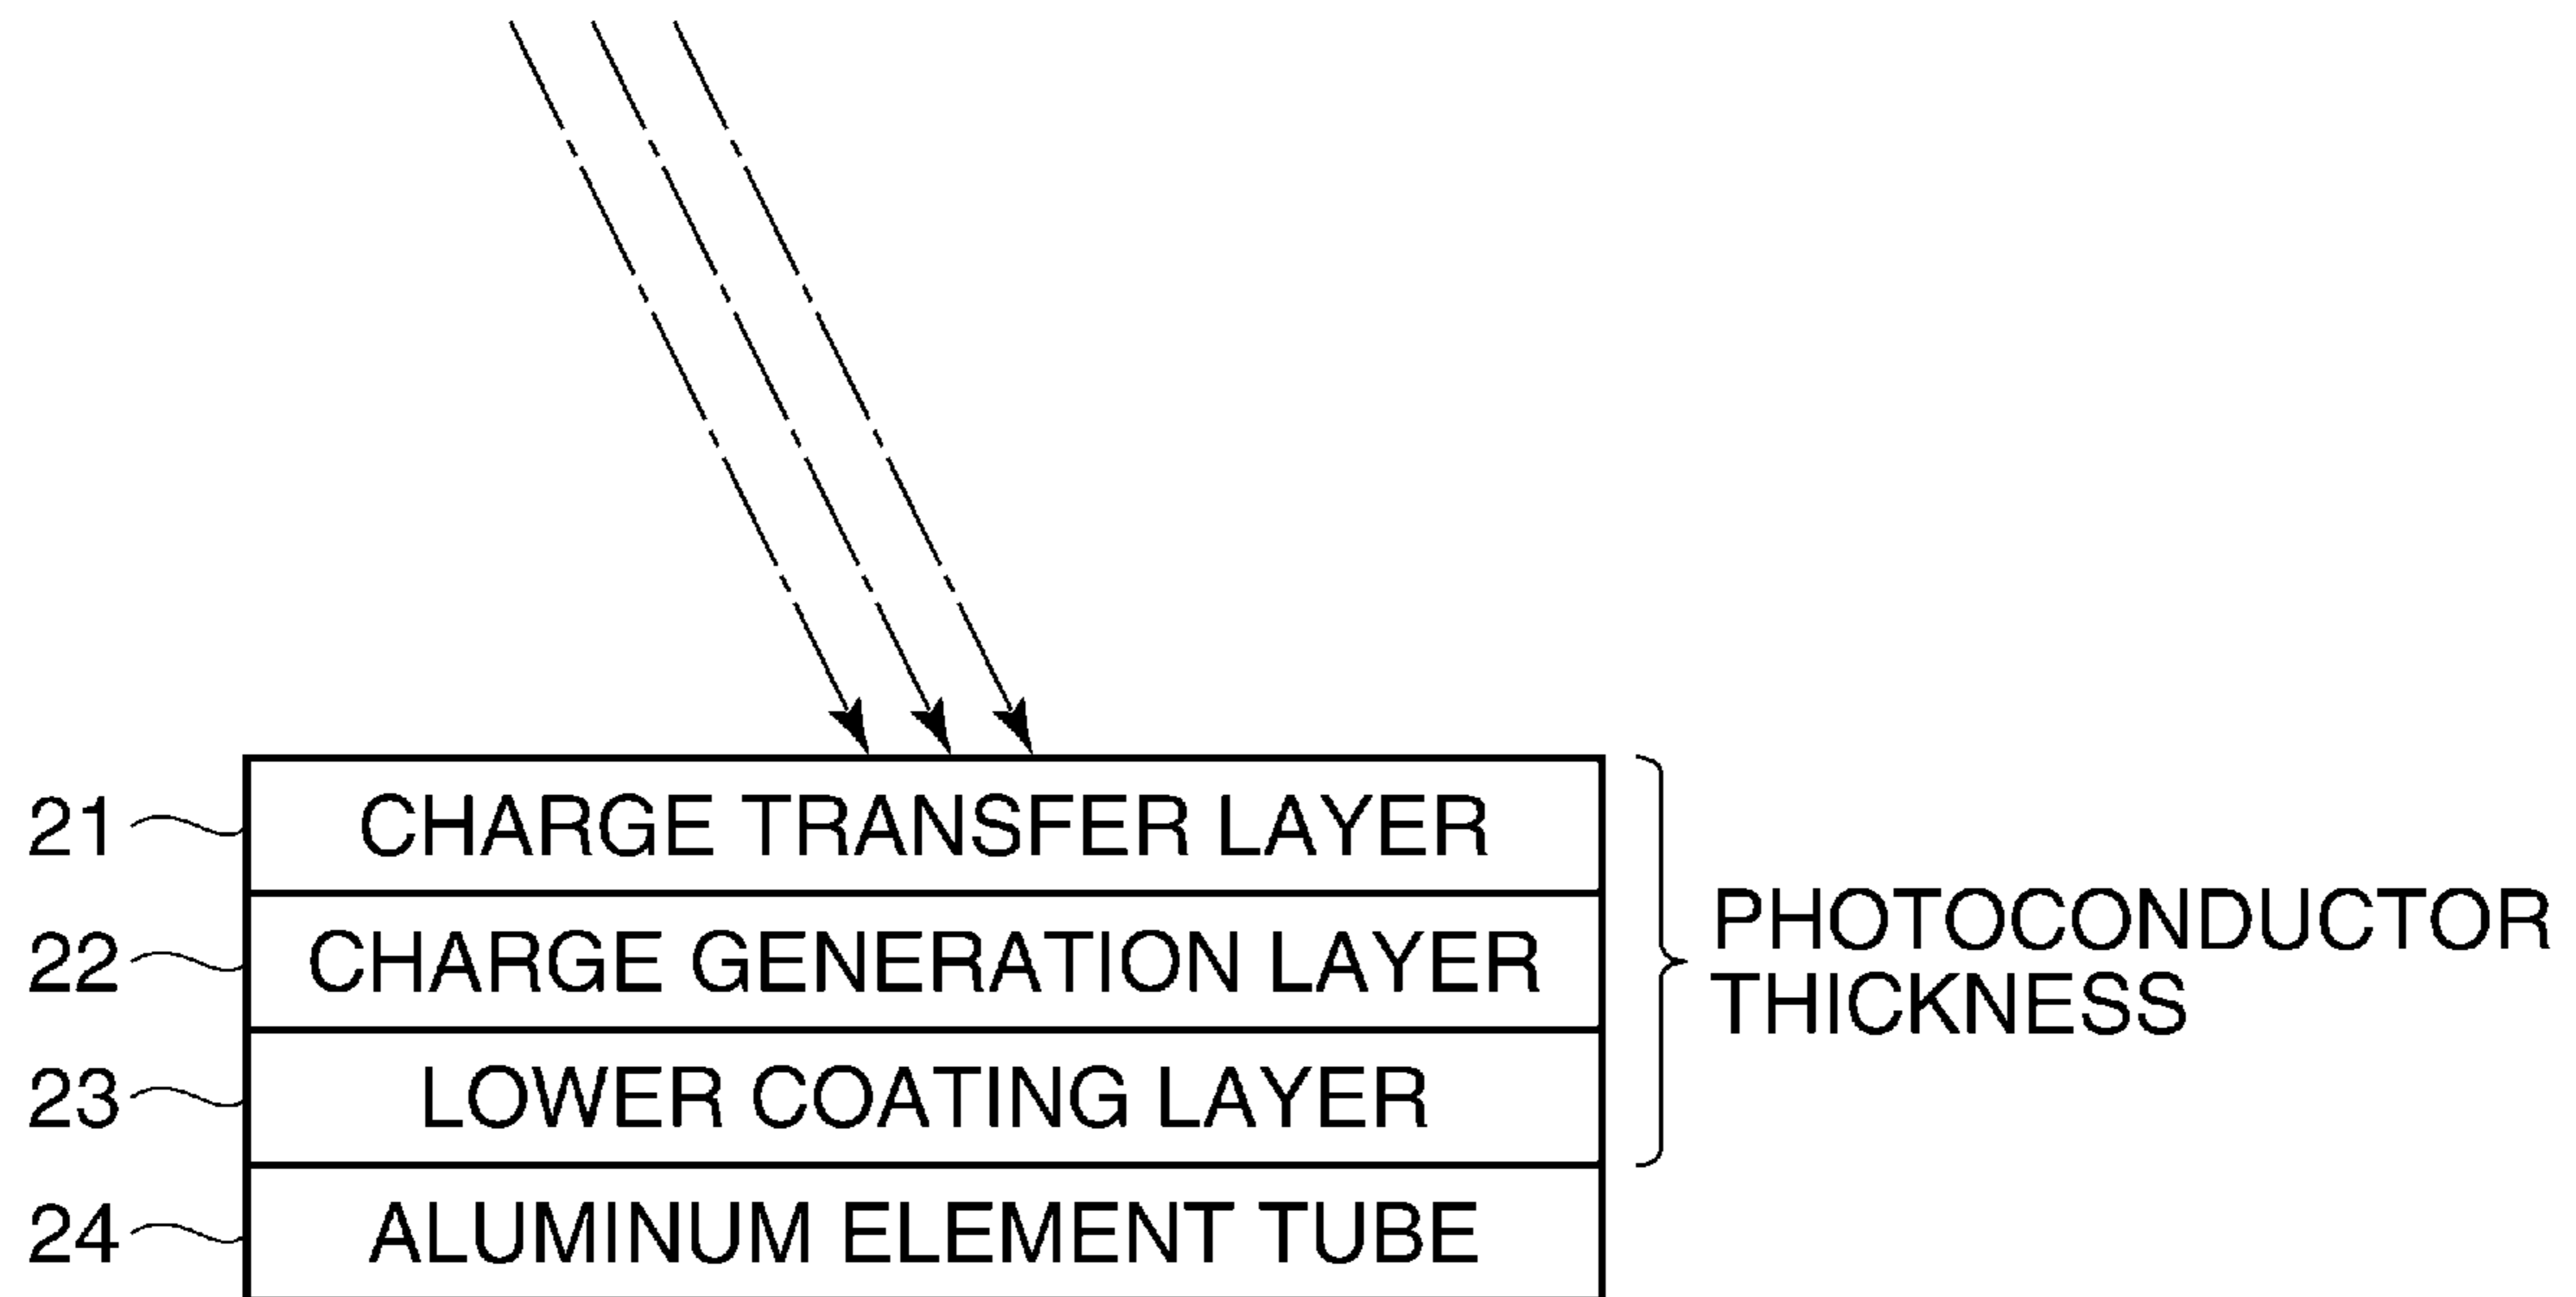 21 CHARGE TRANSFER LAYER
22 CHARGE GENERATION LAYER
23 LOWER COATING LAYER
24 ALUMINUM ELEMENT TUBE
PHOTOCONDUCTOR
THICKNESS